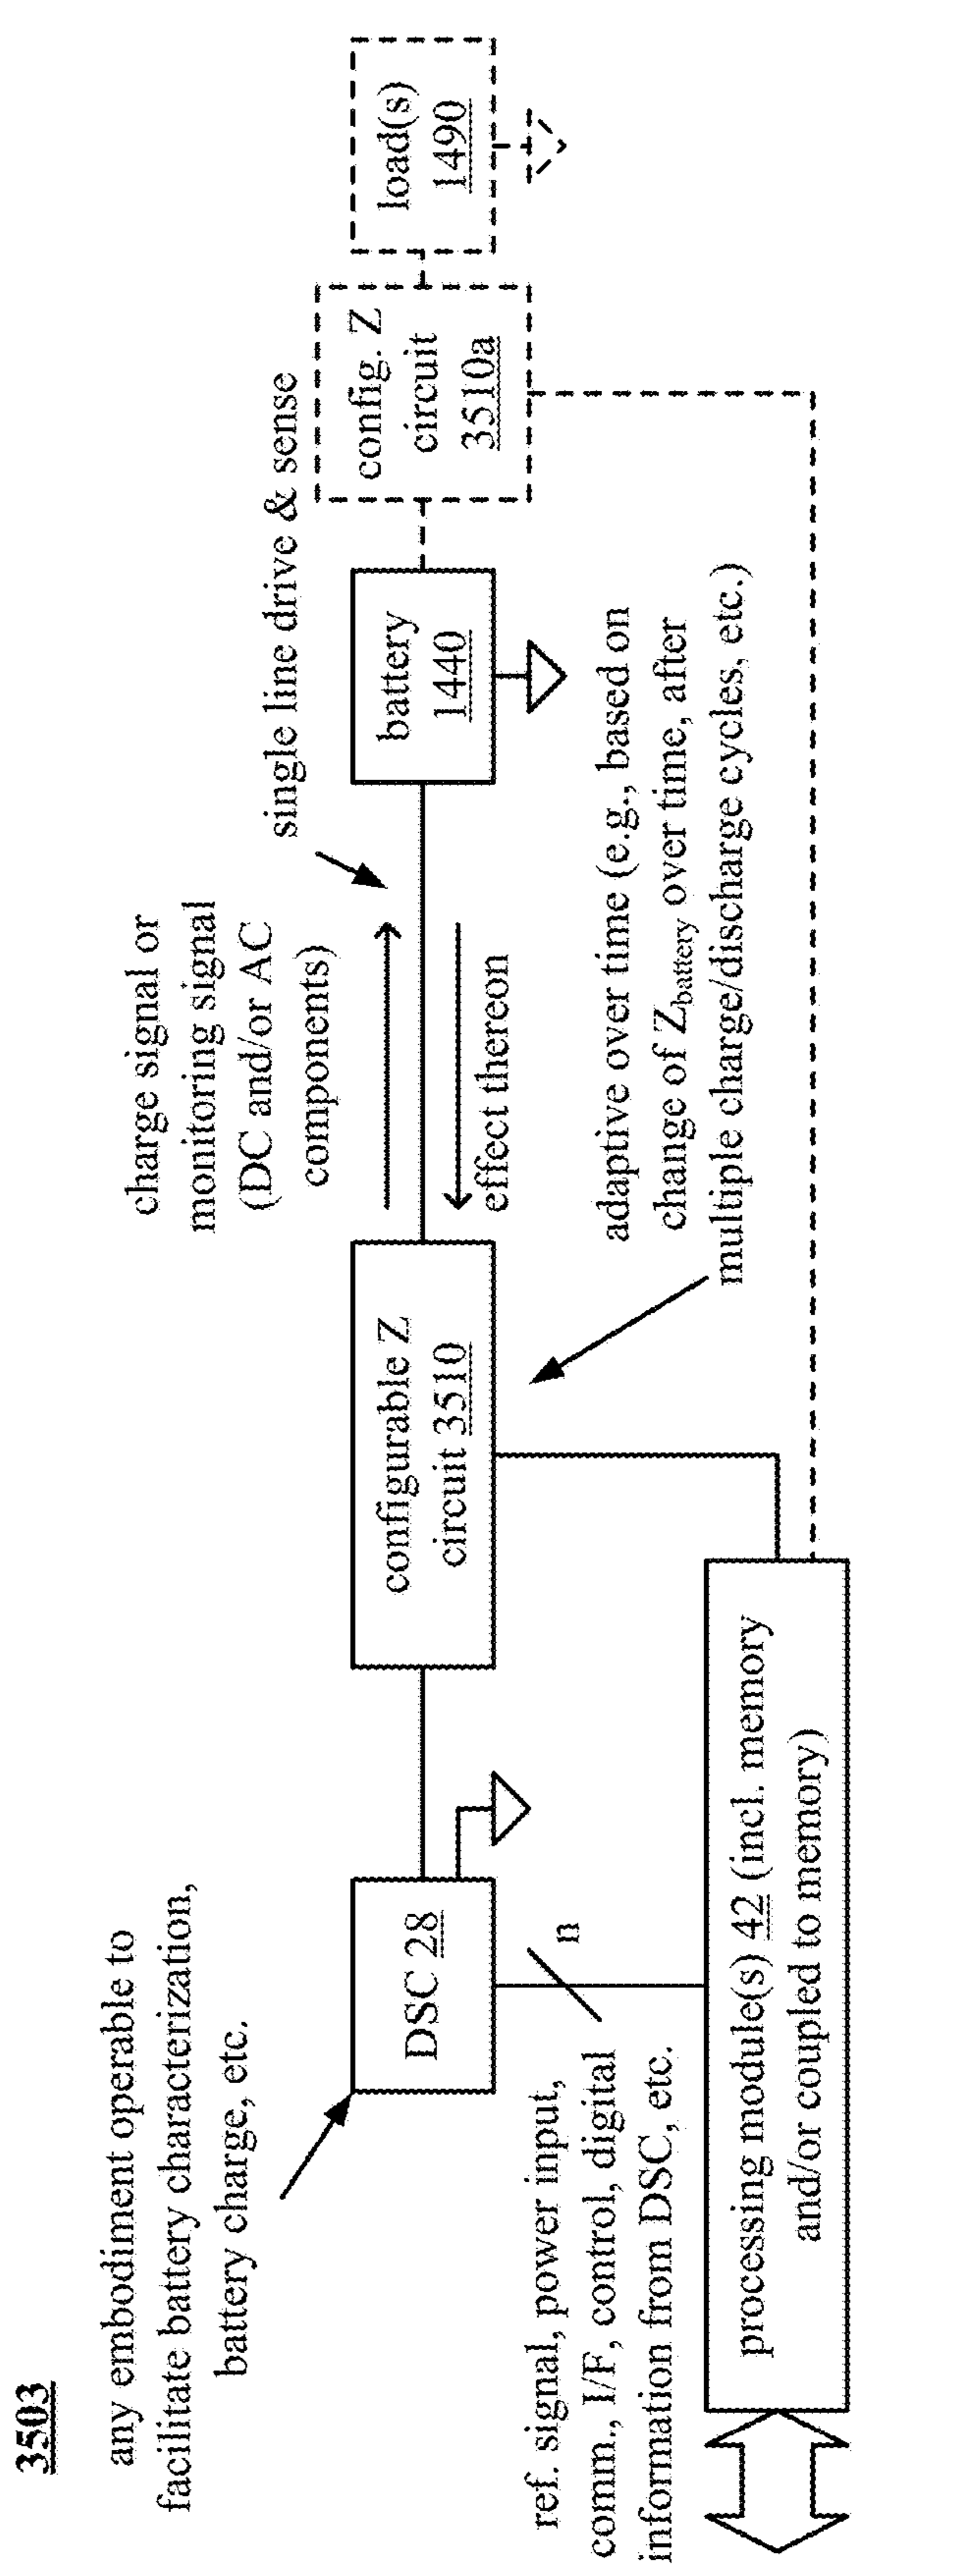 3503
any embodiment operable to
facilitate battery characterization,
battery charge, etc.
charge signal or
monitoring signal
(DC and/or AC
components)
single line drive & sense
DSC 28
configurable Z
circuit 3510
battery
1440
config. Z
circuit
3510a
load(s)
1490
effect thereon
n
ref. signal, power input,
comm., I/F, control, digital
information from DSC, etc.
adaptive over time (e.g., based on
change of Zbattery over time, after
multiple charge/discharge cycles, etc.)
processing module(s) 42 (incl. memory
and/or coupled to memory)